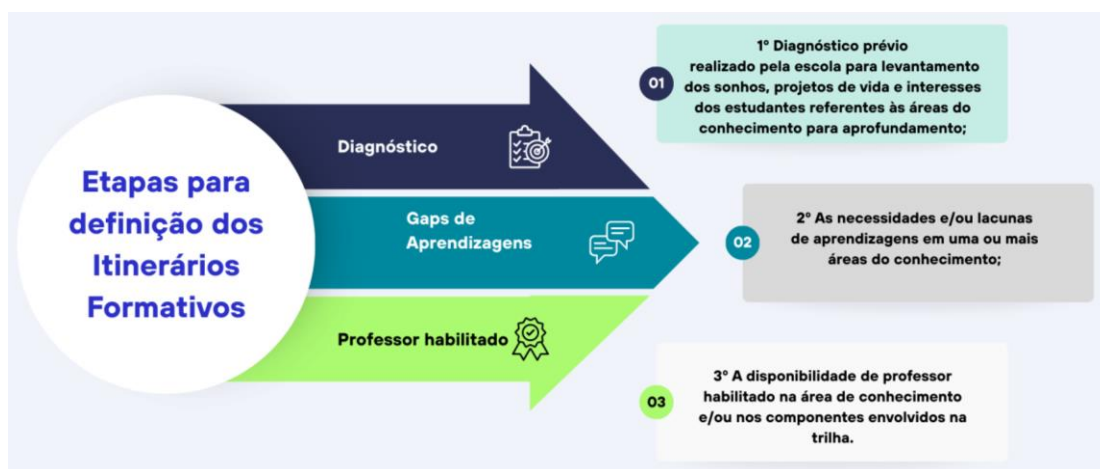 Etapas para
definição dos
Itinerários
Formativos
Diagnóstico
Gaps de
Aprendizagens
Professor habilitado
01
1º Diagnóstico prévio
realizado pela escola para levantamento
dos sonhos, projetos de vida e interesses
dos estudantes referentes às áreas do
conhecimento para aprofundamento;
02
2º As necessidades e/ou lacunas
de aprendizagens em uma ou mais
áreas do conhecimento;
03
3º A disponibilidade de professor
habilitado na área de conhecimento
e/ou nos componentes envolvidos na
trilha.